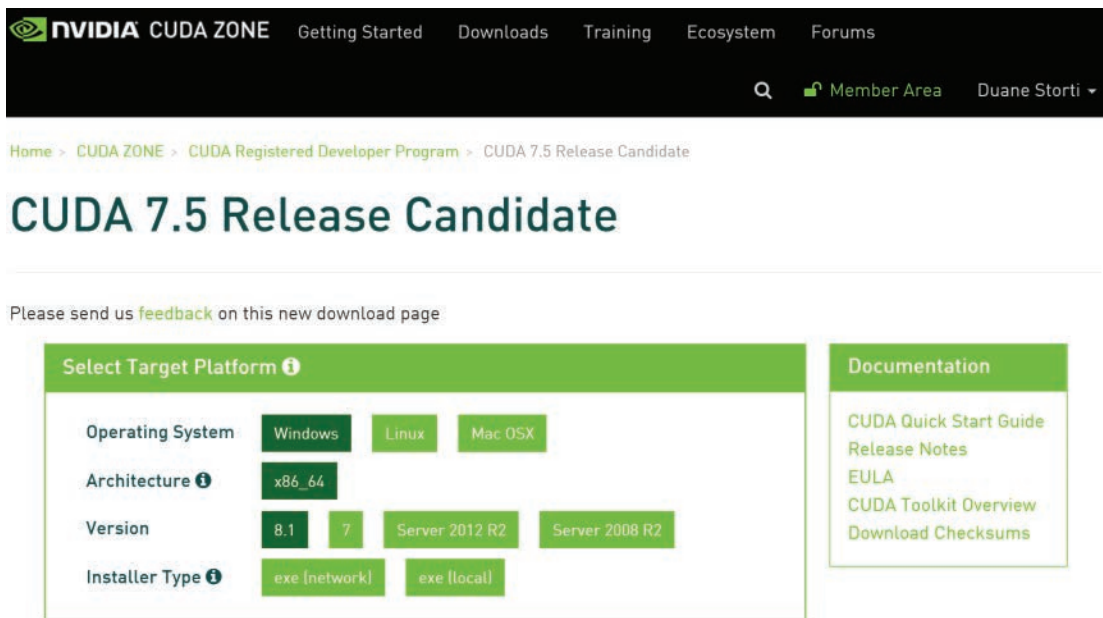 NVIDIA CUDA ZONE Getting Started Downloads Training Ecosystem Forums
Member Area Duane Storti
Home > CUDA ZONE > CUDA Registered Developer Program > CUDA 7.5 Release Candidate
CUDA 7.5 Release Candidate
Please send us feedback on this new download page
Select Target Platform
Operating System Windows Linux Mac OSX
Architecture x86_64
Version 8.1 7 Server 2012 R2 Server 2008 R2
Installer Type exe (network) exe (local)
Documentation
CUDA Quick Start Guide
Release Notes
EULA
CUDA Toolkit Overview
Download Checksums